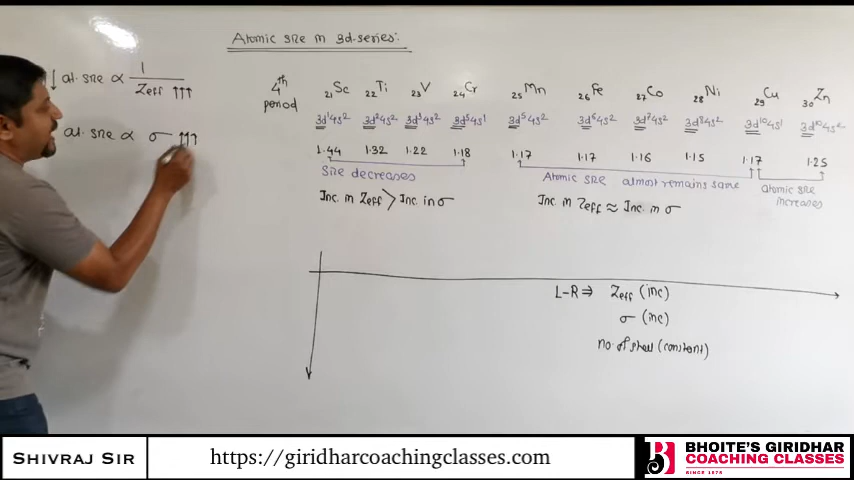 Atomic size in 3d-series:
↓ at. size ∝ 1/Zeff ↑↑↑
at. size ∝ σ ↑↑↑
4th period
21Sc 22Ti 23V 24Cr 25Mn 26Fe 27Co 28Ni 29Cu 30Zn
3d¹4s² 3d²4s² 3d³4s² 3d⁵4s¹ 3d⁵4s² 3d⁶4s² 3d⁷4s² 3d⁸4s² 3d¹⁰4s¹ 3d¹⁰4s²
1.44 1.32 1.22 1.18 1.17 1.17 1.16 1.15 1.17 1.25
Size decreases
Atomic size almost remains same
Atomic size
increases
Inc. in Zeff > Inc. in σ
Inc. in Zeff ≈ Inc. in σ
L-R ⇒ Zeff (inc)
σ (inc)
no. of shell (constant)
SHIVRAJ SIR
https://giridharcoachingclasses.com
BHOITE'S GIRIDHAR
COACHING CLASSES